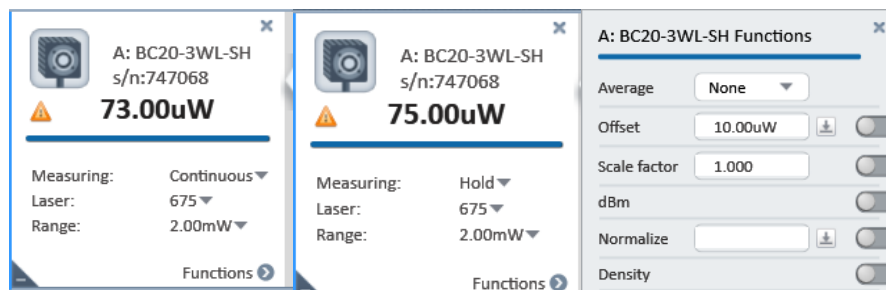 A: BC20-3WL-SH
s/n:747068
73.00uW
Measuring: Continuous
Laser: 675
Range: 2.00mW
Functions
A: BC20-3WL-SH
s/n:747068
75.00uW
Measuring: Hold
Laser: 675
Range: 2.00mW
Functions
A: BC20-3WL-SH Functions
Average None
Offset 10.00uW
Scale factor 1.000
dBm
Normalize
Density